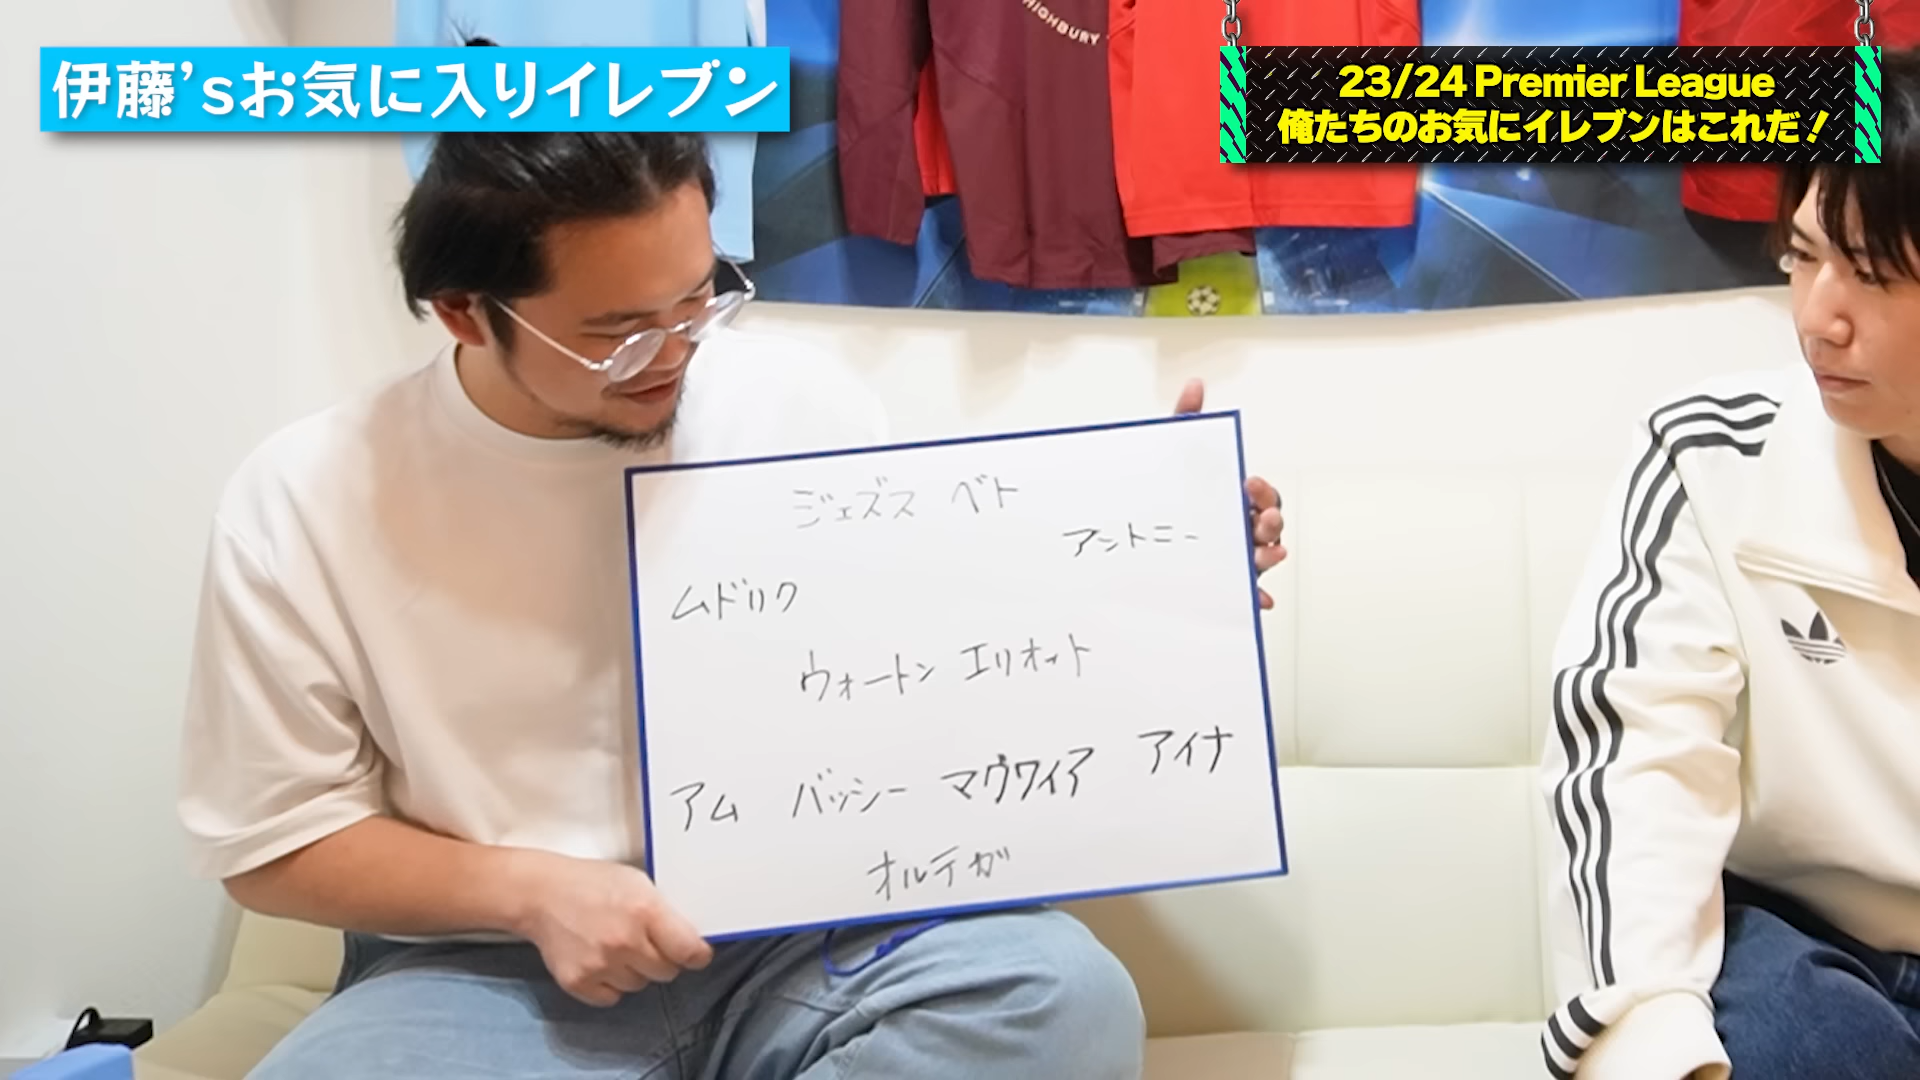 伊藤’sお気に入りイレブン
23/24 Premier League
俺たちのお気にイレブンはこれだ！
HIGHBURY
ジェズス ベト
アントニー
ムドリク
ウォートン エリオット
アム バッシー マグワイア アイナ
オルテガ